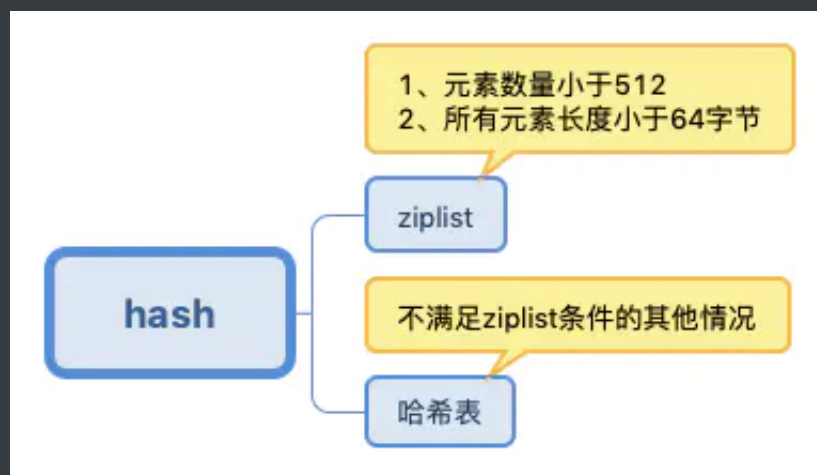 1、元素数量小于512
2、所有元素长度小于64字节
ziplist
hash
不满足ziplist条件的其他情况
哈希表